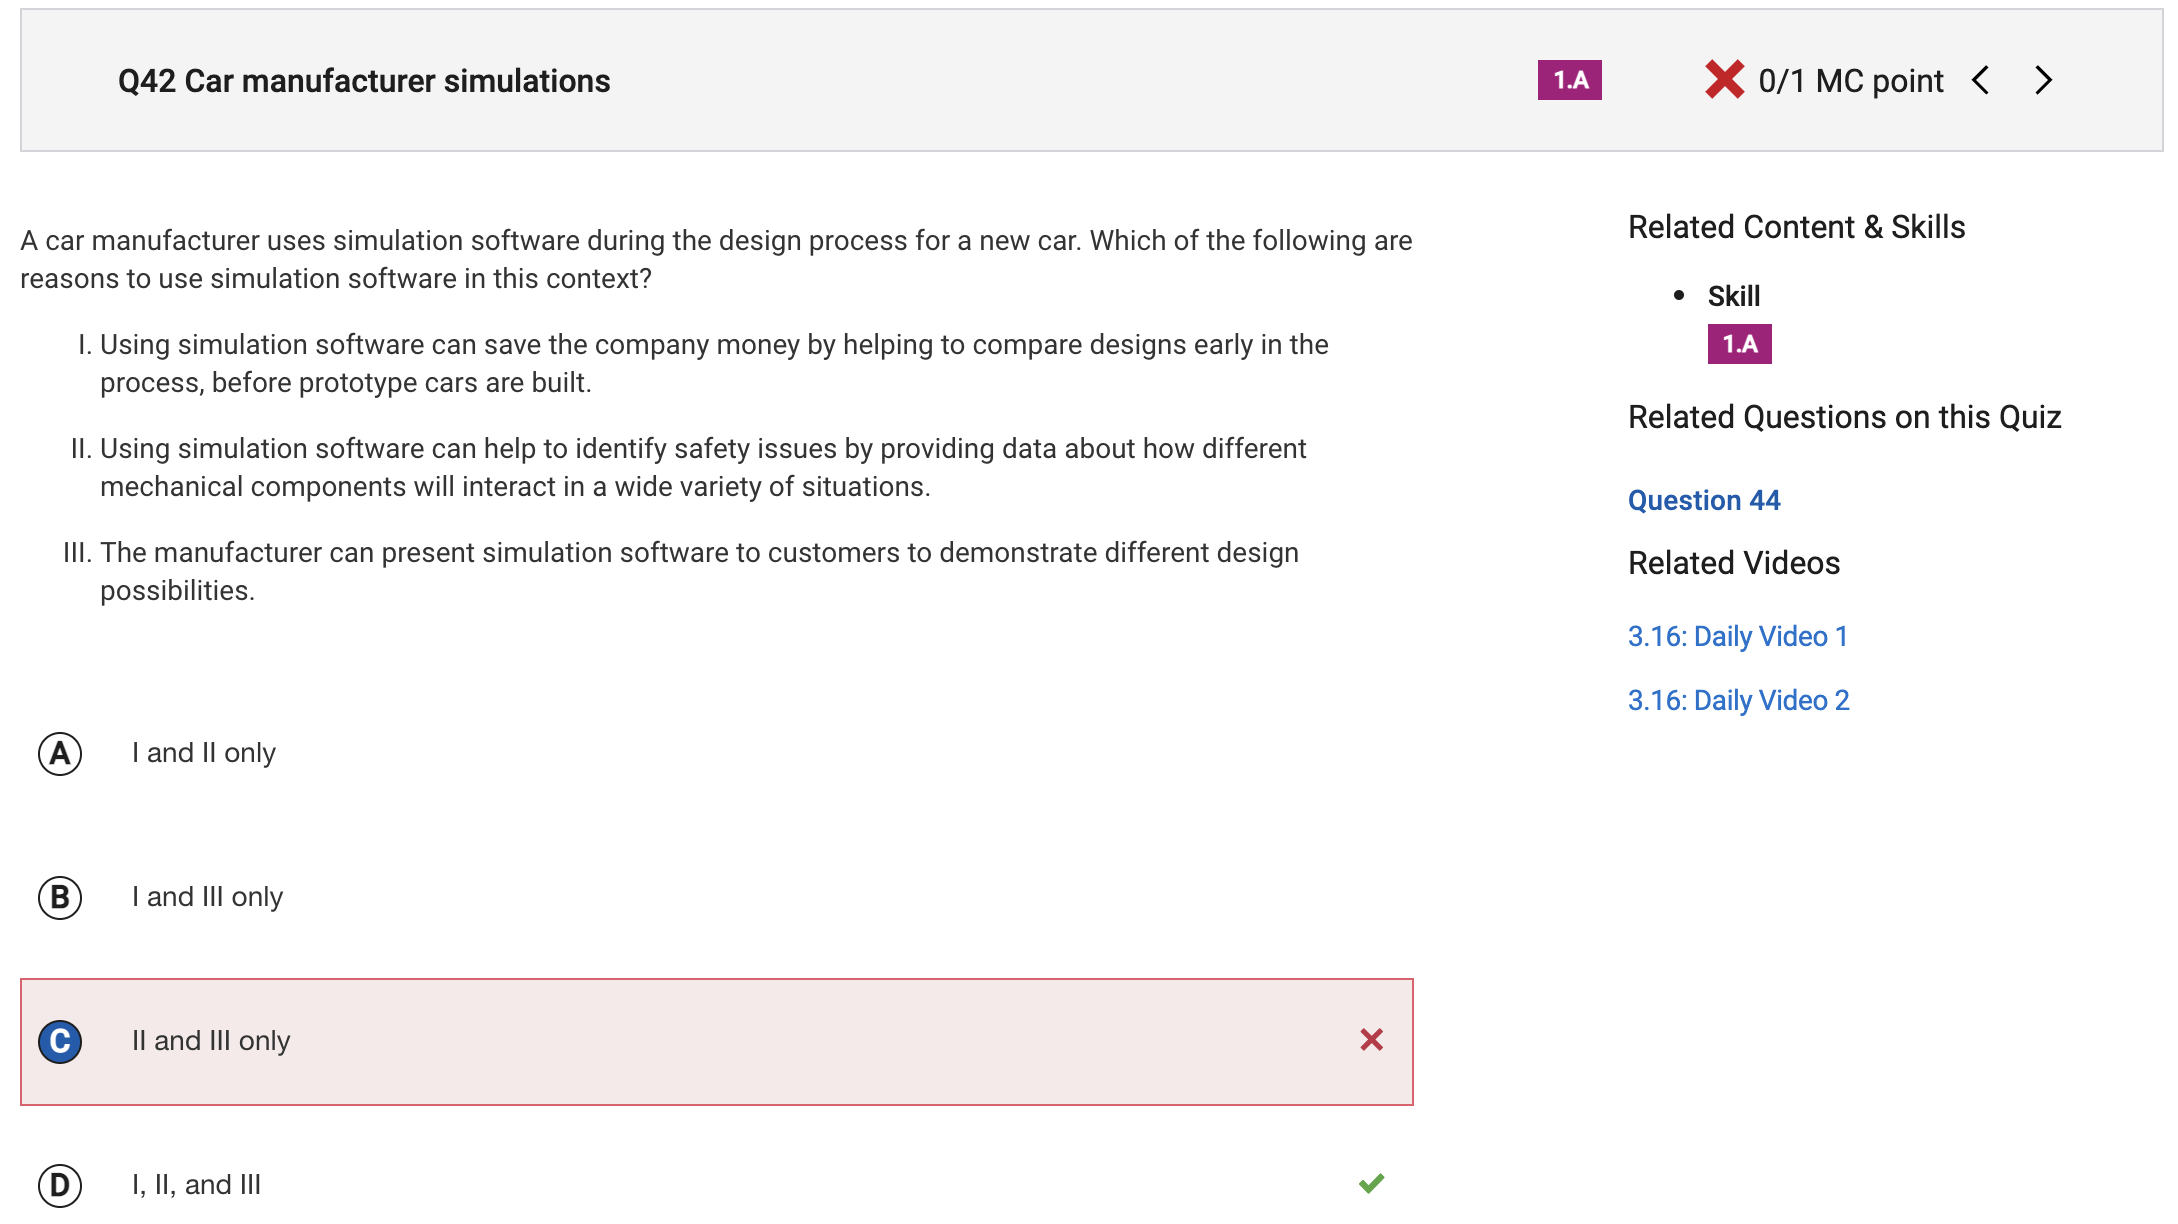 Q42 Car manufacturer simulations
1.A
0/1 MC point
A car manufacturer uses simulation software during the design process for a new car. Which of the following are
reasons to use simulation software in this context?
I. Using simulation software can save the company money by helping to compare designs early in the
process, before prototype cars are built.
II. Using simulation software can help to identify safety issues by providing data about how different
mechanical components will interact in a wide variety of situations.
III. The manufacturer can present simulation software to customers to demonstrate different design
possibilities.
A I and II only
B I and III only
C II and III only
D I, II, and III
Related Content & Skills
• Skill
1.A
Related Questions on this Quiz
Question 44
Related Videos
3.16: Daily Video 1
3.16: Daily Video 2